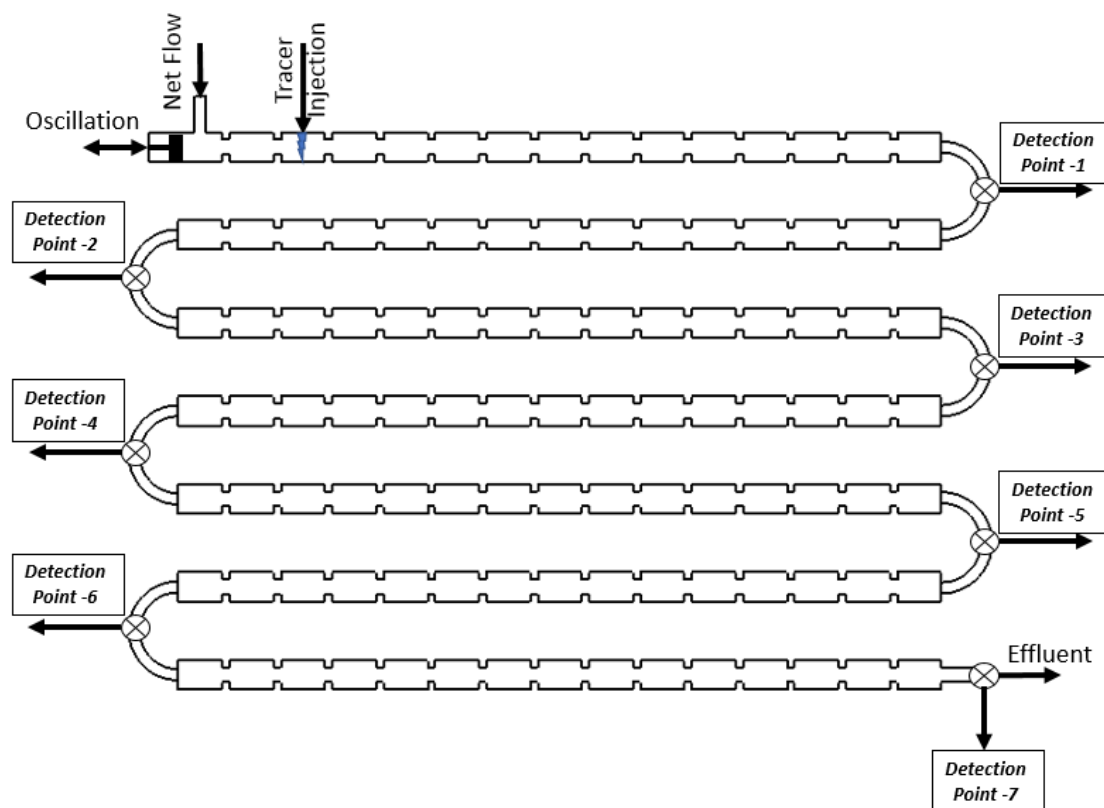 Net Flow
Tracer
Injection
Oscillation
Detection
Point -1
Detection
Point -2
Detection
Point -3
Detection
Point -4
Detection
Point -5
Detection
Point -6
Effluent
Detection
Point -7